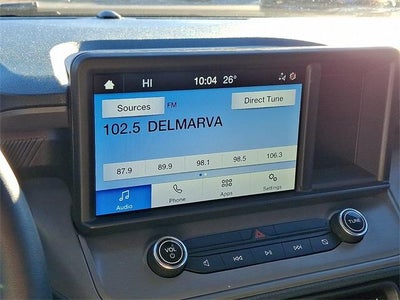 HI 10:04 26°
Sources FM Direct Tune
102.5 DELMARVA
87.9 89.9 98.1 98.5 106.3
Audio Phone Apps Settings
VOL TUNE